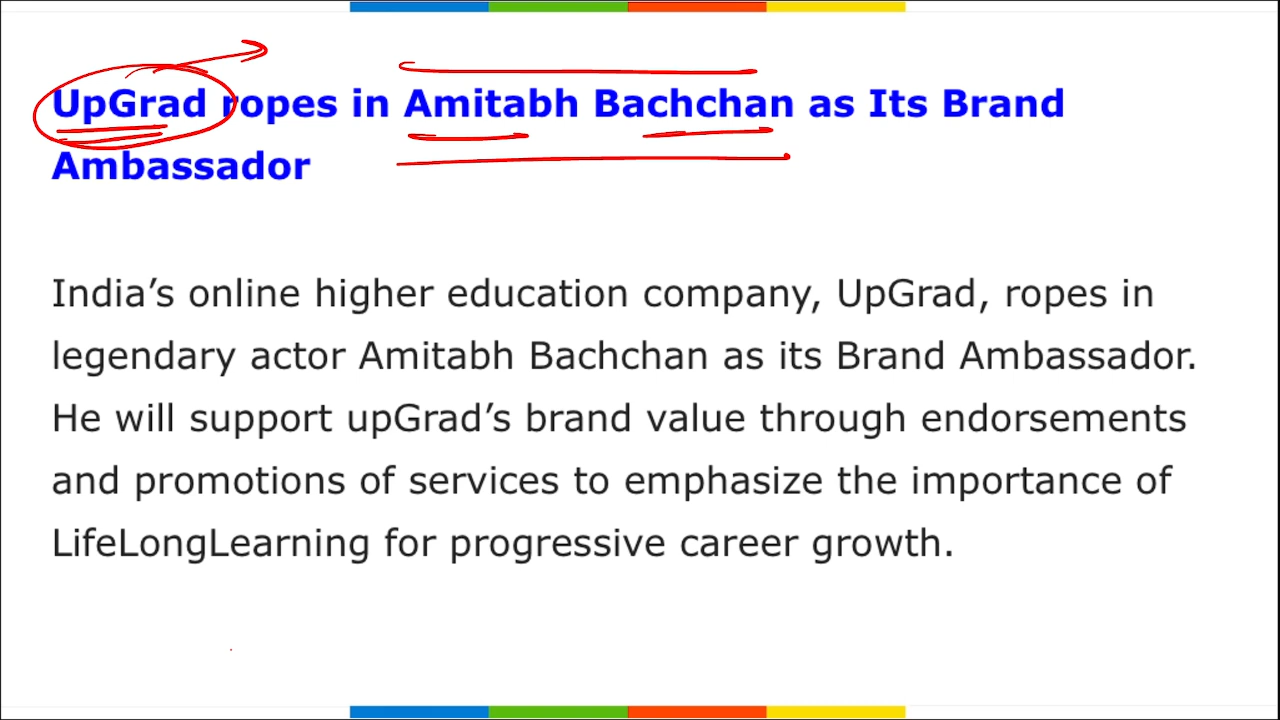 UpGrad ropes in Amitabh Bachchan as Its Brand
Ambassador
India’s online higher education company, UpGrad, ropes in
legendary actor Amitabh Bachchan as its Brand Ambassador.
He will support upGrad’s brand value through endorsements
and promotions of services to emphasize the importance of
LifeLongLearning for progressive career growth.